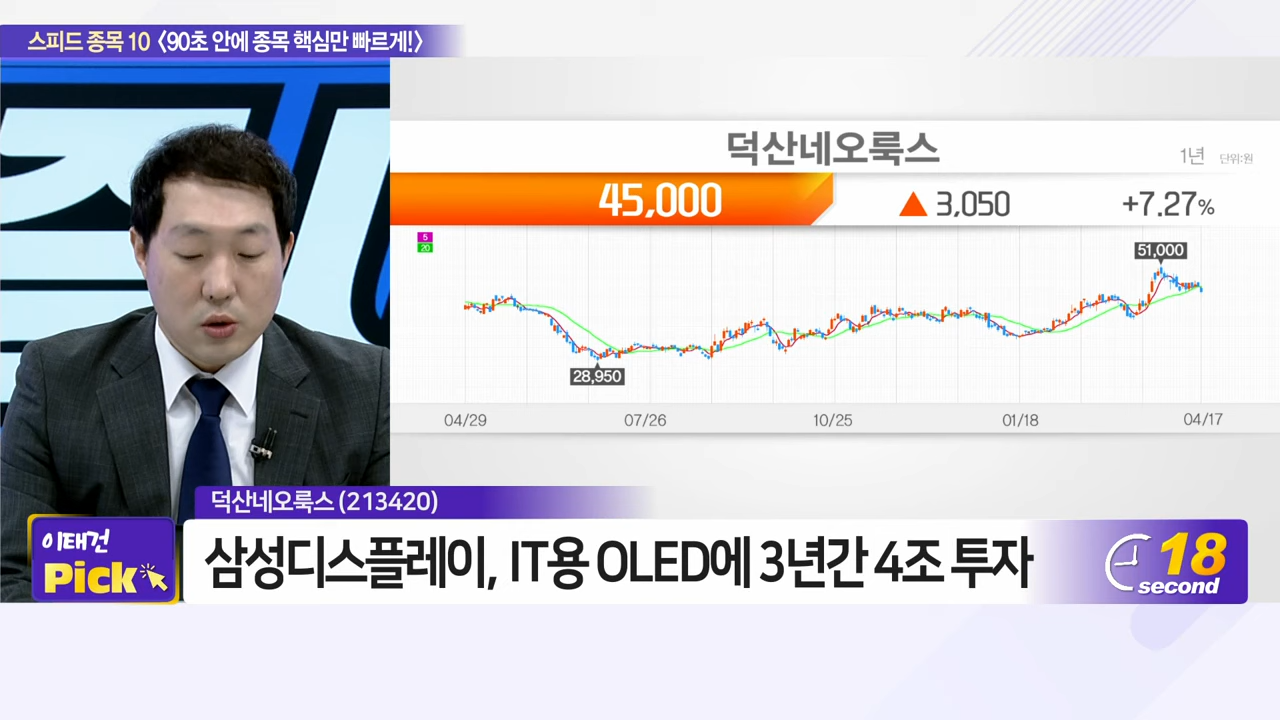 스피드 종목 10 〈90초 안에 종목 핵심만 빠르게!〉
덕산네오룩스
1년 단위:원
45,000 ▲ 3,050 +7.27%
5
20
51,000
28,950
04/29 07/26 10/25 01/18 04/17
덕산네오룩스 (213420)
이태건
Pick
삼성디스플레이, IT용 OLED에 3년간 4조 투자
18
second